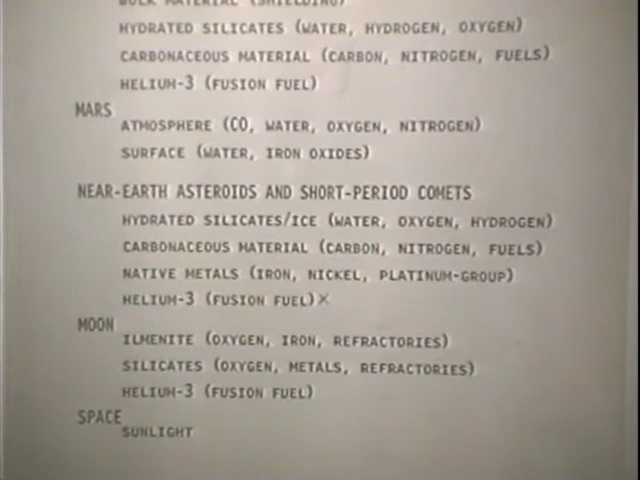 BULK MATERIAL (SHIELDING)
HYDRATED SILICATES (WATER, HYDROGEN, OXYGEN)
CARBONACEOUS MATERIAL (CARBON, NITROGEN, FUELS)
HELIUM-3 (FUSION FUEL)
MARS
ATMOSPHERE (CO, WATER, OXYGEN, NITROGEN)
SURFACE (WATER, IRON OXIDES)
NEAR-EARTH ASTEROIDS AND SHORT-PERIOD COMETS
HYDRATED SILICATES/ICE (WATER, OXYGEN, HYDROGEN)
CARBONACEOUS MATERIAL (CARBON, NITROGEN, FUELS)
NATIVE METALS (IRON, NICKEL, PLATINUM-GROUP)
HELIUM-3 (FUSION FUEL)X
MOON
ILMENITE (OXYGEN, IRON, REFRACTORIES)
SILICATES (OXYGEN, METALS, REFRACTORIES)
HELIUM-3 (FUSION FUEL)
SPACE
SUNLIGHT